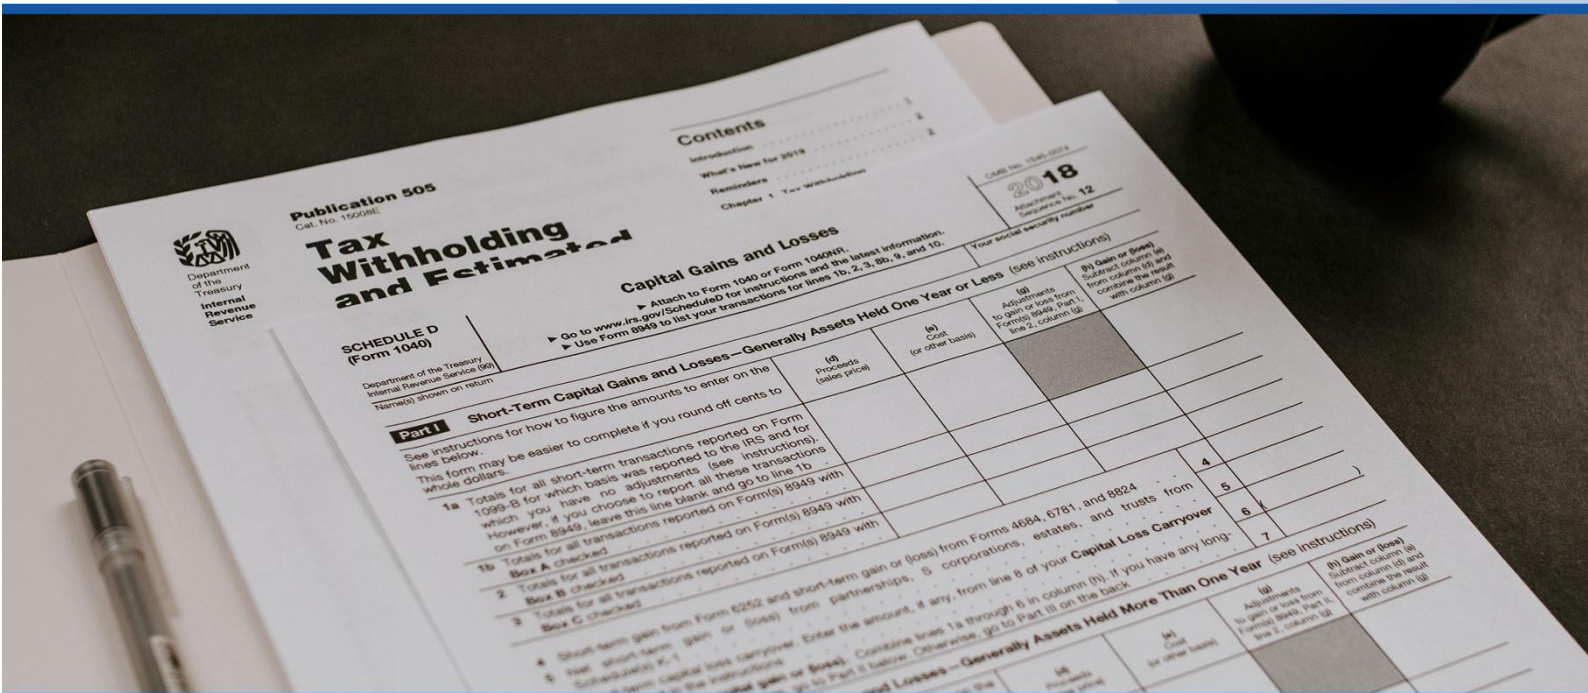 Publication 505
Cat. No. 15008E
Tax
Withholding
and Estimated
Department
of the
Treasury
Internal
Revenue
Service
Contents
Introduction 1
What's New for 2019 2
Reminders 2
Chapter 1 Tax Withholding
SCHEDULE D
(Form 1040)
Department of the Treasury
Internal Revenue Service (99)
Name(s) shown on return
Capital Gains and Losses
► Attach to Form 1040 or Form 1040NR.
► Go to www.irs.gov/ScheduleD for instructions and the latest information.
► Use Form 8949 to list your transactions for lines 1b, 2, 3, 8b, 9, and 10.
OMB No. 1545-0074
2018
Attachment
Sequence No. 12
Your social security number
Part I Short-Term Capital Gains and Losses—Generally Assets Held One Year or Less (see instructions)
See instructions for how to figure the amounts to enter on the
lines below.
This form may be easier to complete if you round off cents to
whole dollars.
(d)
Proceeds
(sales price)
(e)
Cost
(or other basis)
(g)
Adjustments
to gain or loss from
Form(s) 8949, Part I,
line 2, column (g)
(h) Gain or (loss)
Subtract column (e)
from column (d) and
combine the result
with column (g)
1a Totals for all short-term transactions reported on Form
1099-B for which basis was reported to the IRS and for
which you have no adjustments (see instructions).
However, if you choose to report all these transactions
on Form 8949, leave this line blank and go to line 1b
1b Totals for all transactions reported on Form(s) 8949 with
Box A checked
2 Totals for all transactions reported on Form(s) 8949 with
Box B checked
3 Totals for all transactions reported on Form(s) 8949 with
Box C checked
4 Short-term gain from Form 6252 and short-term gain or (loss) from Forms 4684, 6781, and 8824 4
5 Net short-term gain or (loss) from partnerships, S corporations, estates, and trusts from
Schedule(s) K-1 5
capital loss carryover. Enter the amount, if any, from line 8 of your Capital Loss Carryover
in the instructions 6 ( )
gain or (loss). Combine lines 1a through 6 in column (h). If you have any long-
go to Part II below. Otherwise, go to Part III on the back 7
and Losses—Generally Assets Held More Than One Year (see instructions)
(d)
Proceeds
(e)
Cost
(or other basis)
(g)
Adjustments
to gain or loss from
Form(s) 8949, Part II,
line 2, column (g)
(h) Gain or (loss)
Subtract column (e)
from column (d) and
combine the result
with column (g)